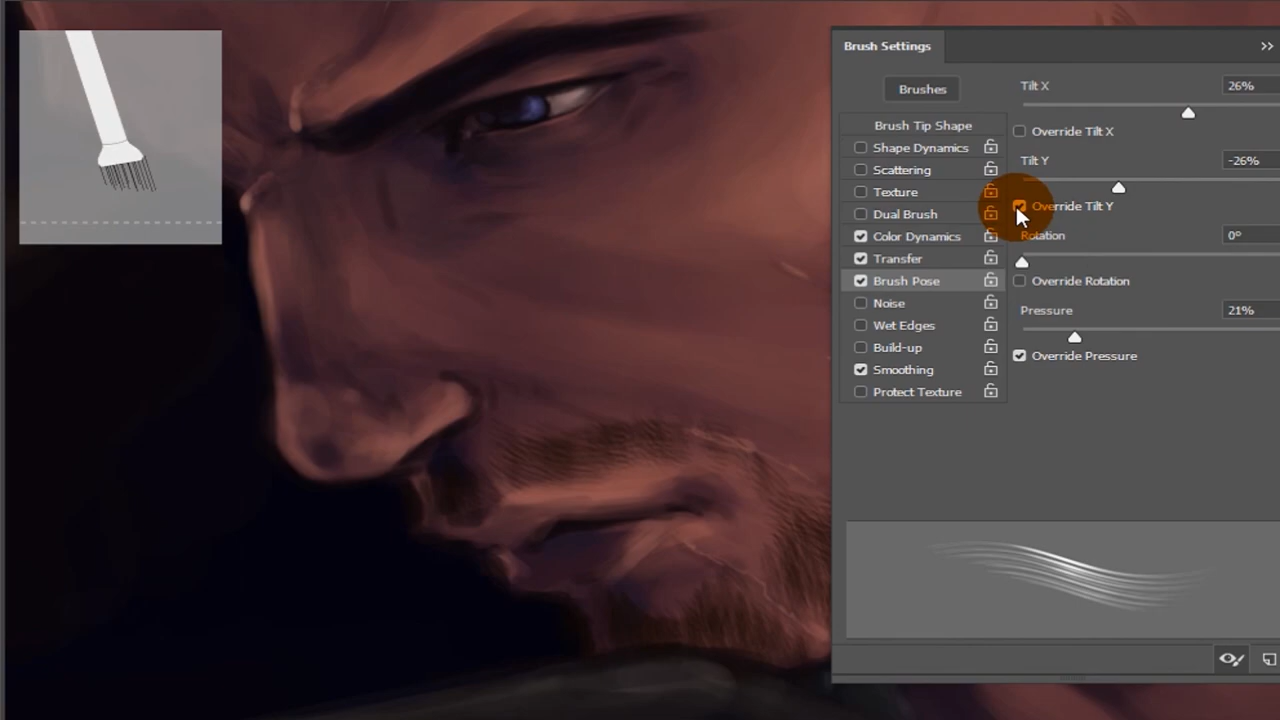 Brush Settings
Brushes
Brush Tip Shape
Shape Dynamics
Scattering
Texture
Dual Brush
Color Dynamics
Transfer
Brush Pose
Noise
Wet Edges
Build-up
Smoothing
Protect Texture
Tilt X 26%
Override Tilt X
Tilt Y -26%
Override Tilt Y
Rotation 0°
Override Rotation
Pressure 21%
Override Pressure